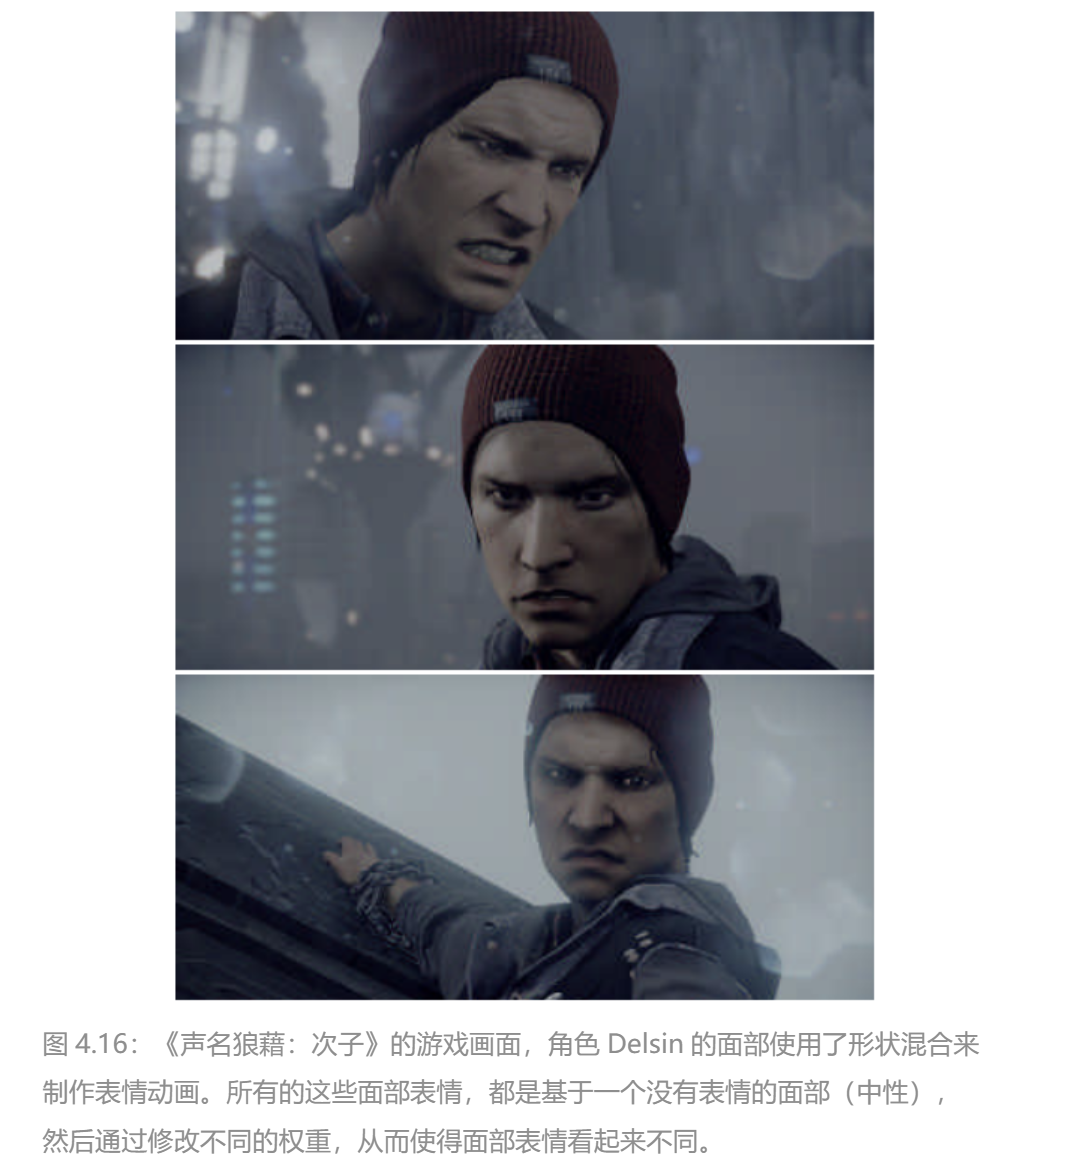 图 4.16：《声名狼藉：次子》的游戏画面，角色 Delsin 的面部使用了形状混合来
制作表情动画。所有的这些面部表情，都是基于一个没有表情的面部（中性），
然后通过修改不同的权重，从而使得面部表情看起来不同。